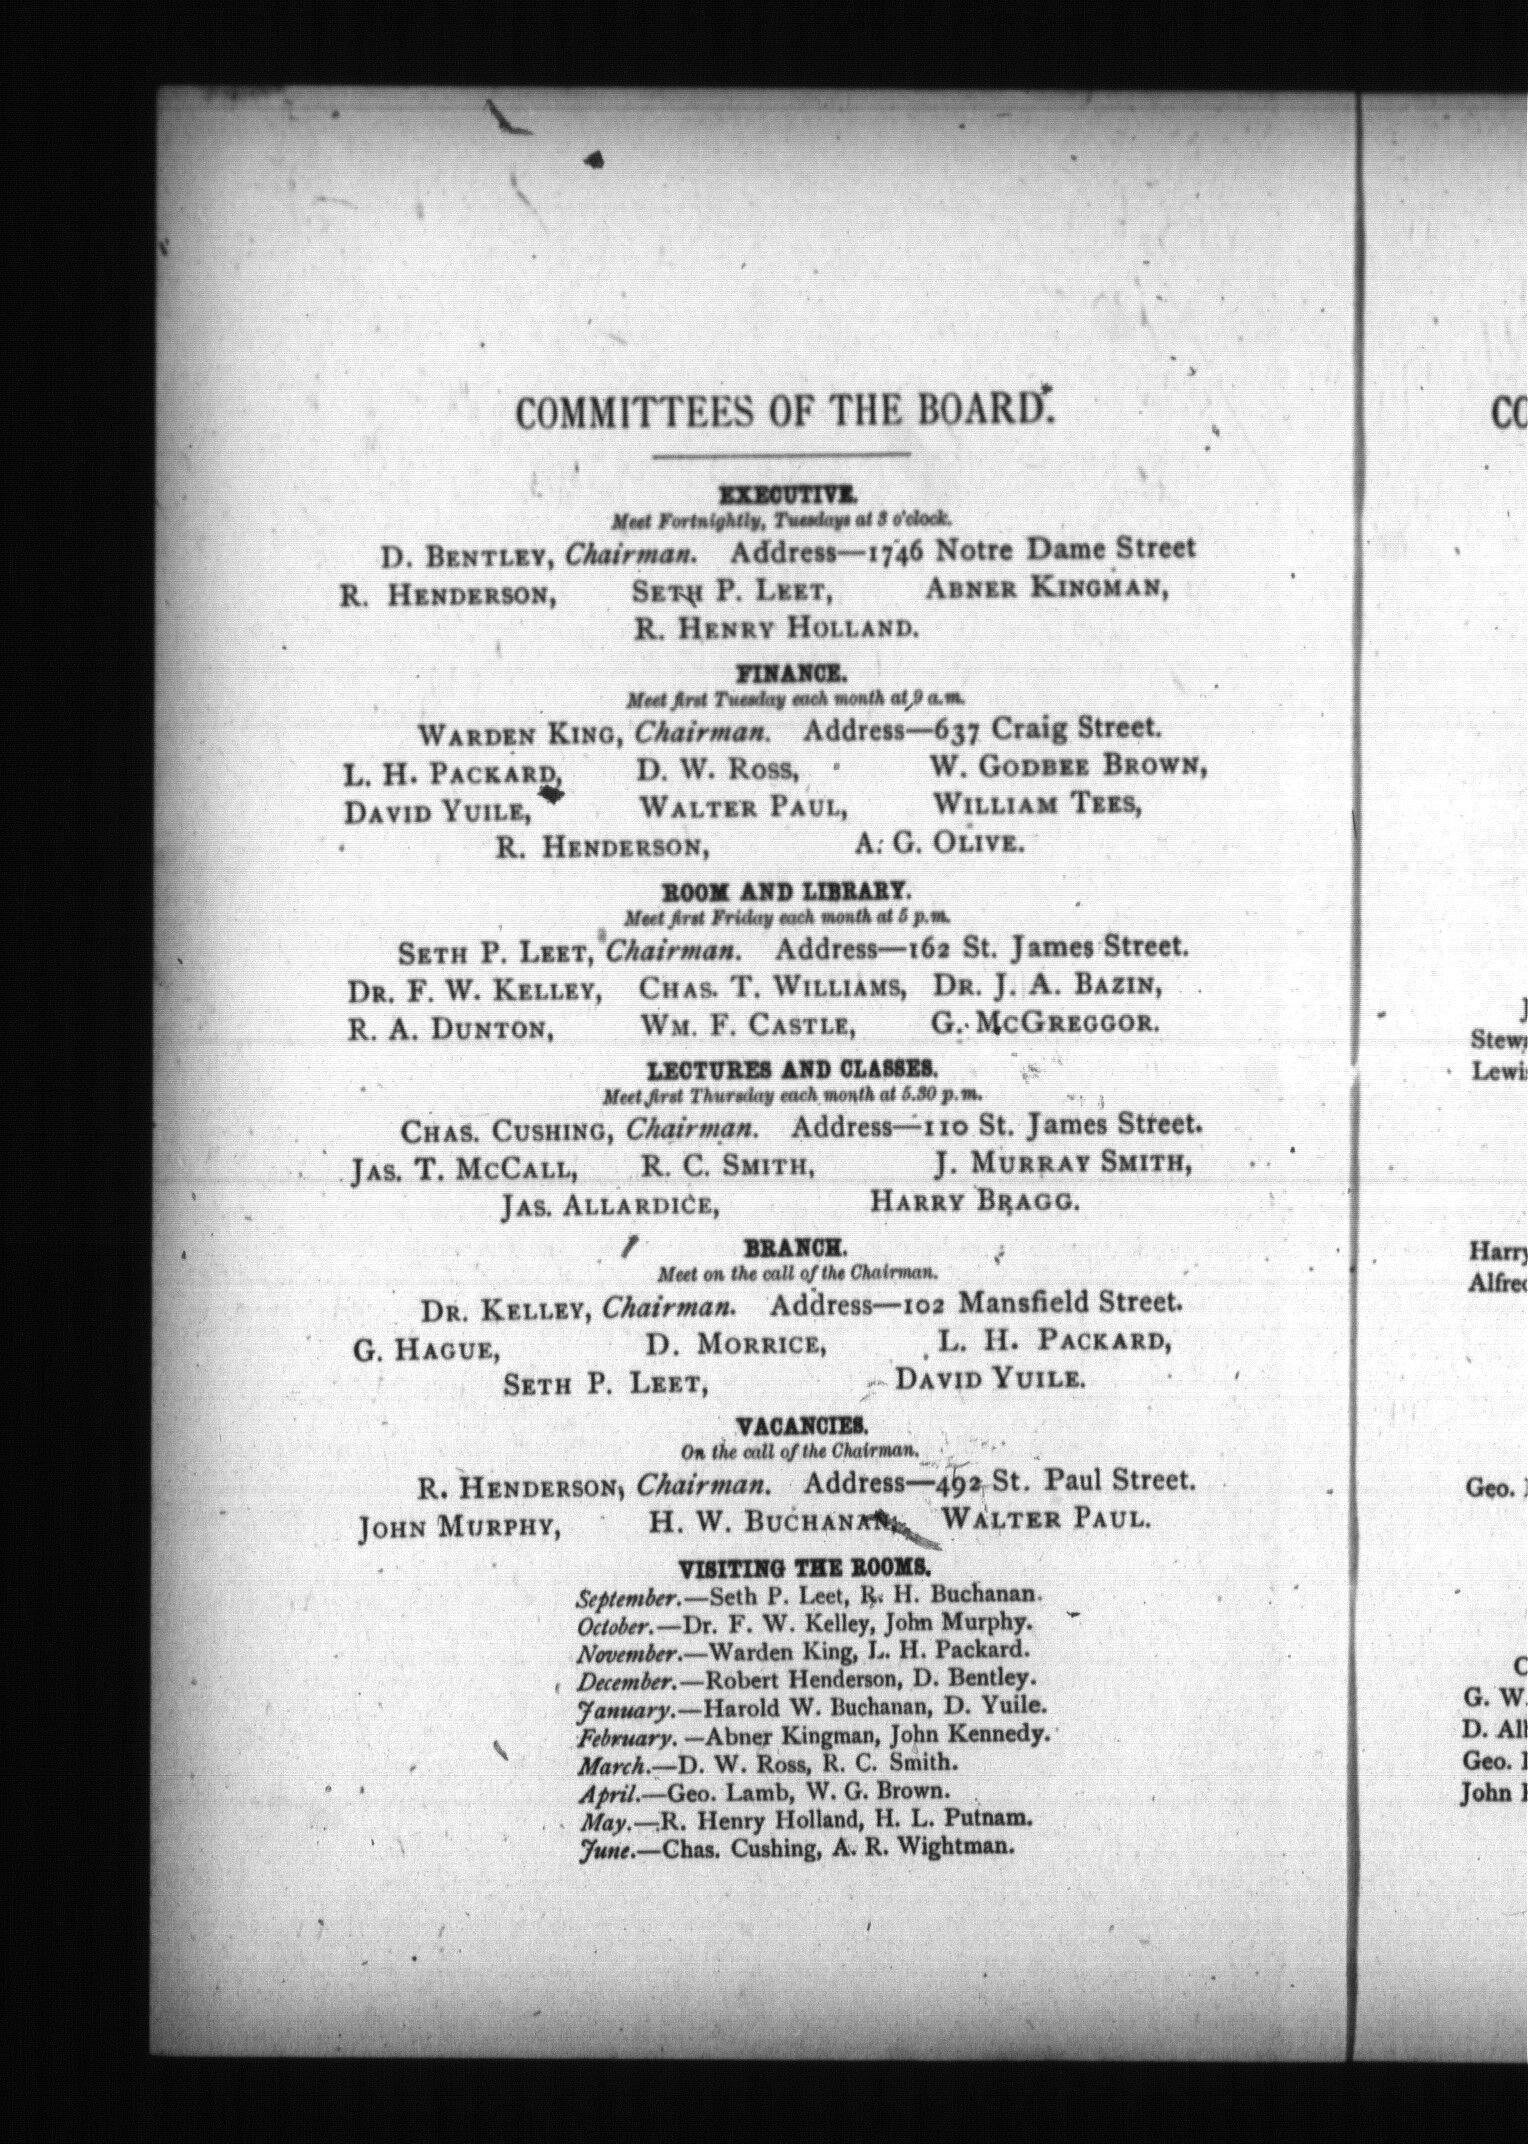 COMMITTEES OF THE BOARD.
EXECUTIVE.
Meet Fortnightly, Tuesdays at 3 o'clock.
D. BENTLEY, Chairman. Address—1746 Notre Dame Street
R. HENDERSON, SETH P. LEET, ABNER KINGMAN,
R. HENRY HOLLAND.
FINANCE.
Meet first Tuesday each month at 9 a.m.
WARDEN KING, Chairman. Address—637 Craig Street.
L. H. PACKARD, D. W. ROSS, W. GODBEE BROWN,
DAVID YUILE, WALTER PAUL, WILLIAM TEES,
R. HENDERSON, A. G. OLIVE.
ROOM AND LIBRARY.
Meet first Friday each month at 5 p.m.
SETH P. LEET, Chairman. Address—162 St. James Street.
DR. F. W. KELLEY, CHAS. T. WILLIAMS, DR. J. A. BAZIN,
R. A. DUNTON, WM. F. CASTLE, G. MCGREGGOR.
LECTURES AND CLASSES.
Meet first Thursday each month at 5.30 p.m.
CHAS. CUSHING, Chairman. Address—110 St. James Street.
JAS. T. MCCALL, R. C. SMITH, J. MURRAY SMITH,
JAS. ALLARDICE, HARRY BRAGG.
BRANCH.
Meet on the call of the Chairman.
DR. KELLEY, Chairman. Address—102 Mansfield Street.
G. HAGUE, D. MORRICE, L. H. PACKARD,
SETH P. LEET, DAVID YUILE.
VACANCIES.
On the call of the Chairman.
R. HENDERSON, Chairman. Address—492 St. Paul Street.
JOHN MURPHY, H. W. BUCHANAN, WALTER PAUL.
VISITING THE ROOMS.
September.—Seth P. Leet, R. H. Buchanan.
October.—Dr. F. W. Kelley, John Murphy.
November.—Warden King, L. H. Packard.
December.—Robert Henderson, D. Bentley.
January.—Harold W. Buchanan, D. Yuile.
February.—Abner Kingman, John Kennedy.
March.—D. W. Ross, R. C. Smith.
April.—Geo. Lamb, W. G. Brown.
May.—R. Henry Holland, H. L. Putnam.
June.—Chas. Cushing, A. R. Wightman.
CO
Lewis
Harry
Geo.
G. W.
Geo.
John